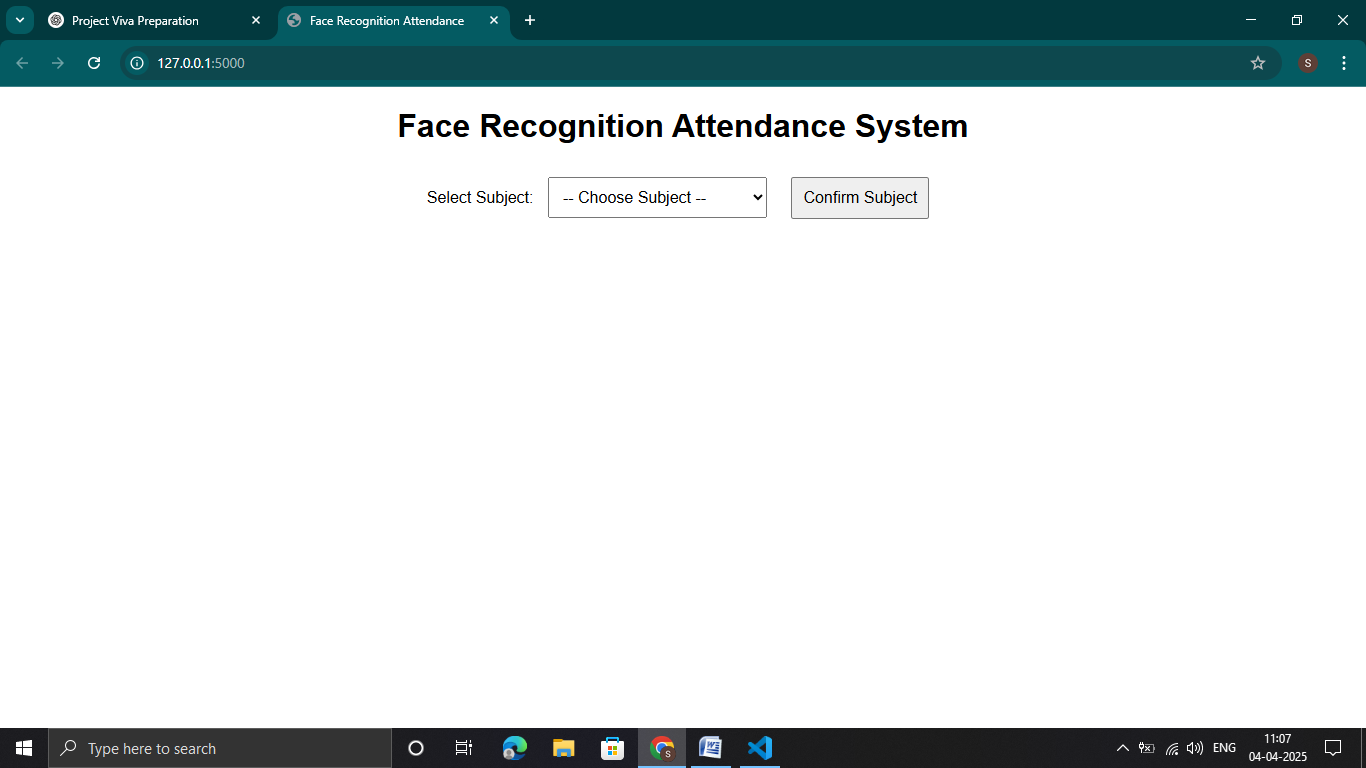 Project Viva Preparation
Face Recognition Attendance
127.0.0.1:5000
S
Face Recognition Attendance System
Select Subject: -- Choose Subject -- Confirm Subject
Type here to search
S
W
ENG
11:07
04-04-2025